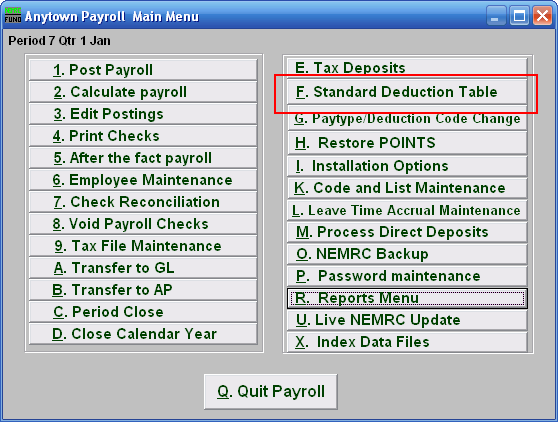 Anytown Payroll Main Menu
Period 7 Qtr 1 Jan
1. Post Payroll
2. Calculate payroll
3. Edit Postings
4. Print Checks
5. After the fact payroll
6. Employee Maintenance
7. Check Reconciliation
8. Void Payroll Checks
9. Tax File Maintenance
A. Transfer to GL
B. Transfer to AP
C. Period Close
D. Close Calendar Year
E. Tax Deposits
F. Standard Deduction Table
G. Paytype/Deduction Code Change
H. Restore POINTS
I. Installation Options
K. Code and List Maintenance
L. Leave Time Accrual Maintenance
M. Process Direct Deposits
O. NEMRC Backup
P. Password maintenance
R. Reports Menu
U. Live NEMRC Update
X. Index Data Files
Q. Quit Payroll